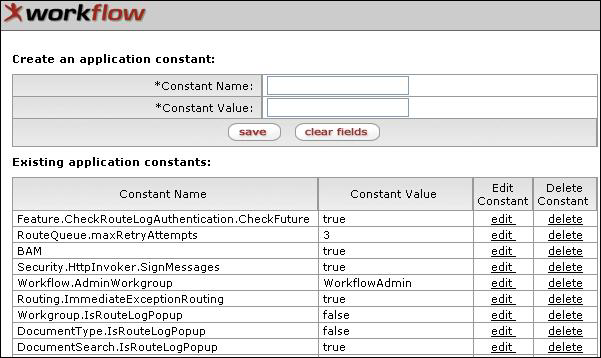 workflow
Create an application constant:
*Constant Name:
*Constant Value:
save clear fields
Existing application constants:
Constant Name Constant Value Edit Constant Delete Constant
Feature.CheckRouteLogAuthentication.CheckFuture true edit delete
RouteQueue.maxRetryAttempts 3 edit delete
BAM true edit delete
Security.HttpInvoker.SignMessages true edit delete
Workflow.AdminWorkgroup WorkflowAdmin edit delete
Routing.ImmediateExceptionRouting true edit delete
Workgroup.IsRouteLogPopup false edit delete
DocumentType.IsRouteLogPopup false edit delete
DocumentSearch.IsRouteLogPopup true edit delete